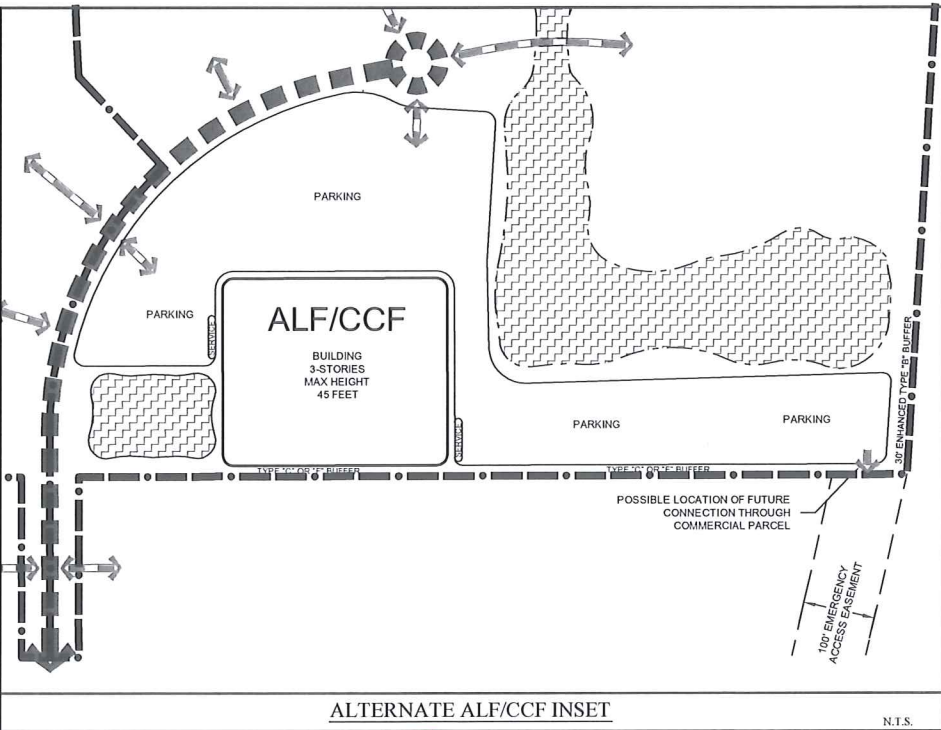 PARKING
PARKING
SERVICE
ALF/CCF
BUILDING
3-STORIES
MAX HEIGHT
45 FEET
PARKING
PARKING
SERVICE
30' ENHANCED TYPE "B" BUFFER
TYPE "C" OR "F" BUFFER
TYPE "C" OR "F" BUFFER
POSSIBLE LOCATION OF FUTURE
CONNECTION THROUGH
COMMERCIAL PARCEL
100' EMERGENCY
ACCESS EASEMENT
ALTERNATE ALF/CCF INSET
N.T.S.